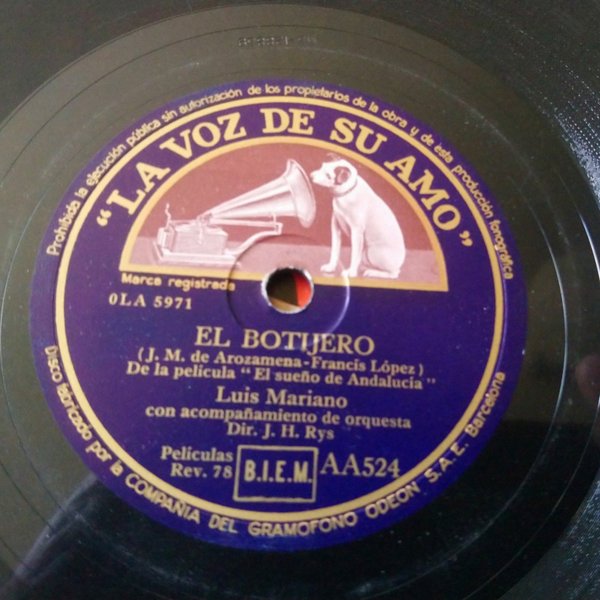 Prohibida la ejecución pública sin autorización de los propietarios de la obra y de esta producción fonográfica
"LA VOZ DE SU AMO"
Marca registrada
0LA 5971
EL BOTIJERO
(J. M. de Arozamena-Francis López)
De la película "El sueño de Andalucía"
Luis Mariano
con acompañamiento de orquesta
Dir. J. H. Rys
Películas
Rev. 78
B.I.E.M.
AA524
Disco fabricado por la COMPAÑIA DEL GRAMOFONO ODEON S.A.E. Barcelona